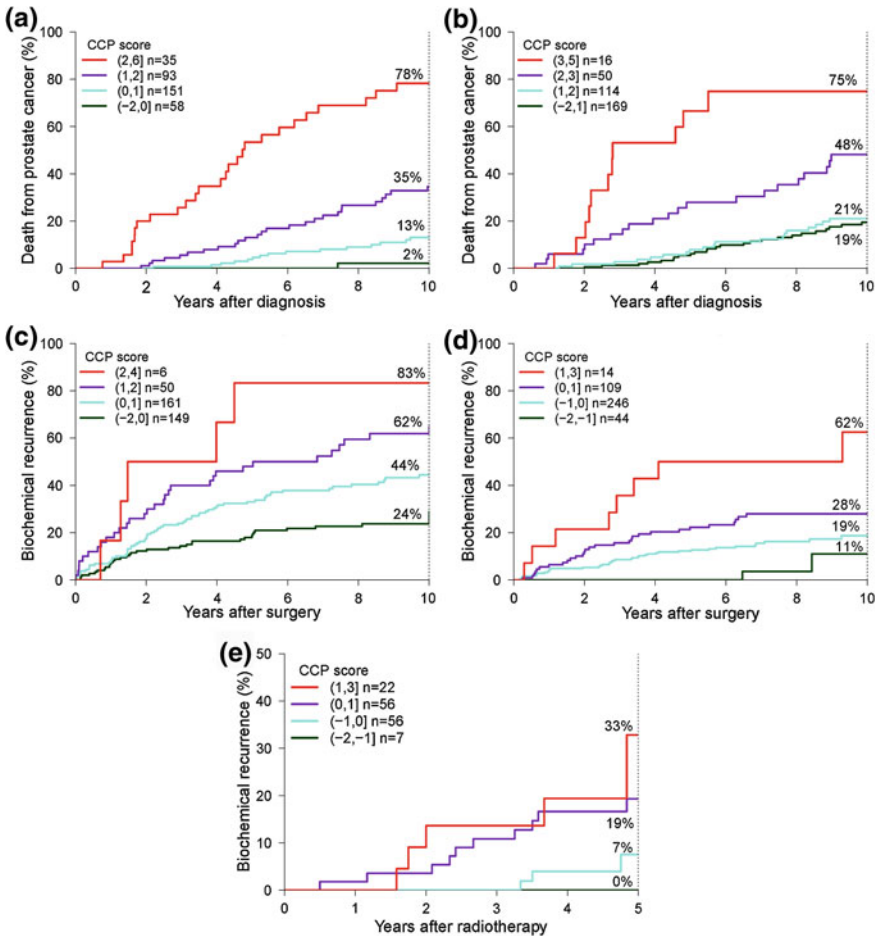 (a)
Death from prostate cancer (%)
100
80
60
40
20
0
CCP score
(2,6] n=35
(1,2] n=93
(0,1] n=151
(−2,0] n=58
78%
35%
13%
2%
0 2 4 6 8 10
Years after diagnosis
(b)
Death from prostate cancer (%)
100
80
60
40
20
0
CCP score
(3,5] n=16
(2,3] n=50
(1,2] n=114
(−2,1] n=169
75%
48%
21%
19%
0 2 4 6 8 10
Years after diagnosis
(c)
Biochemical recurrence (%)
100
80
60
40
20
0
CCP score
(2,4] n=6
(1,2] n=50
(0,1] n=161
(−2,0] n=149
83%
62%
44%
24%
0 2 4 6 8 10
Years after surgery
(d)
Biochemical recurrence (%)
100
80
60
40
20
0
CCP score
(1,3] n=14
(0,1] n=109
(−1,0] n=246
(−2,−1] n=44
62%
28%
19%
11%
0 2 4 6 8 10
Years after surgery
(e)
Biochemical recurrence (%)
50
40
30
20
10
0
CCP score
(1,3] n=22
(0,1] n=56
(−1,0] n=56
(−2,−1] n=7
33%
19%
7%
0%
0 1 2 3 4 5
Years after radiotherapy